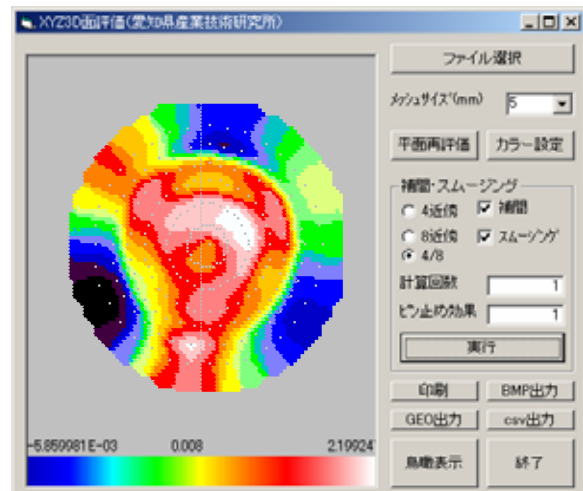 XYZ3D面評価(愛知県産業技術研究所)
ファイル選択
メッシュサイズ(mm)
5
平面再評価
カラー設定
補間・スムージング
4近傍
補間
8近傍
スムージング
4/8
計算回数
1
ピン止め効果
1
実行
印刷
BMP出力
GEO出力
csv出力
鳥瞰表示
終了
-5.859981E-03
0.008
2.19924